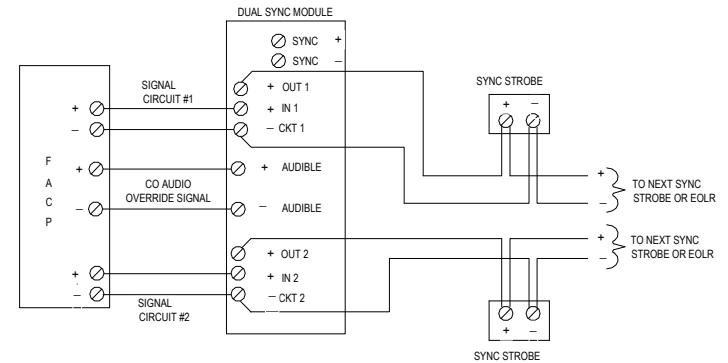 DUAL SYNC MODULE
SYNC +
SYNC –
SIGNAL
CIRCUIT #1
SYNC STROBE
+ –
+
–
+ OUT 1
+ IN 1
– CKT 1
F
A
C
P
+
–
CO AUDIO
OVERRIDE SIGNAL
+ AUDIBLE
– AUDIBLE
+
–
TO NEXT SYNC
STROBE OR EOLR
+
–
TO NEXT SYNC
STROBE OR EOLR
+
–
SIGNAL
CIRCUIT #2
+ OUT 2
+ IN 2
– CKT 2
+ –
SYNC STROBE